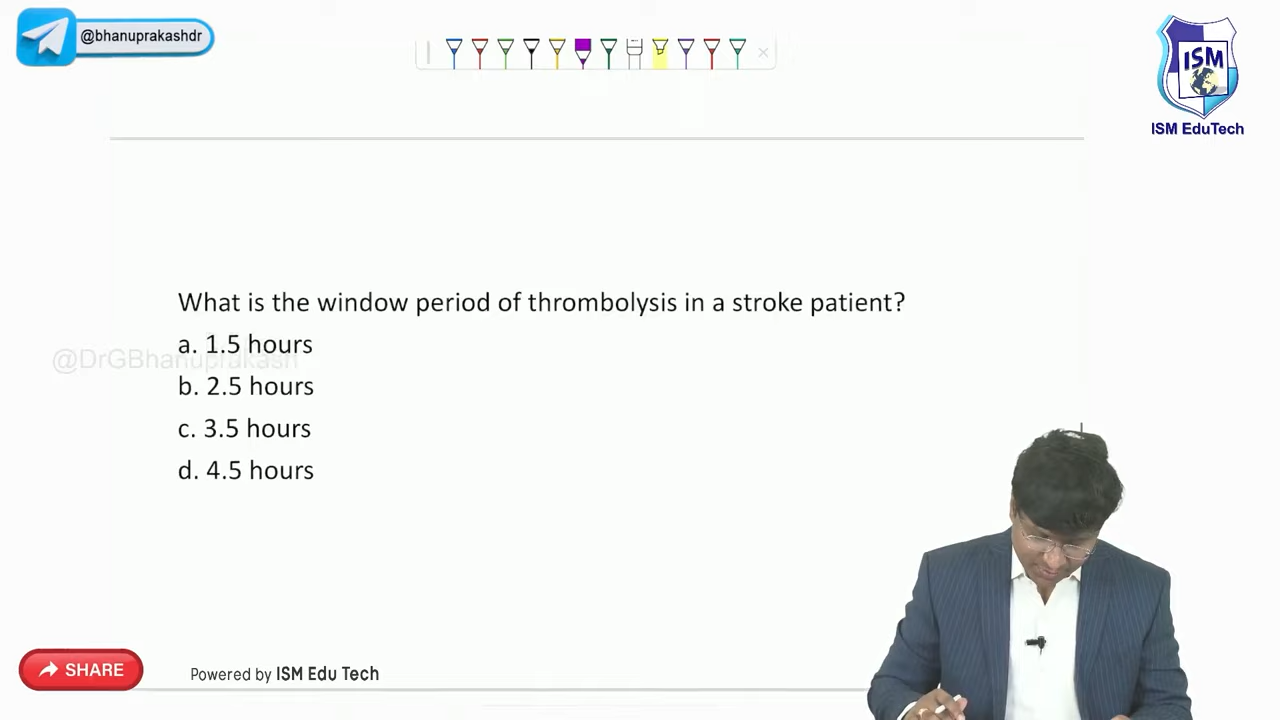 @bhanuprakashdr
ISM
ISM EduTech
What is the window period of thrombolysis in a stroke patient?
a. 1.5 hours
@DrGBhanuprakash
b. 2.5 hours
c. 3.5 hours
d. 4.5 hours
SHARE
Powered by ISM Edu Tech